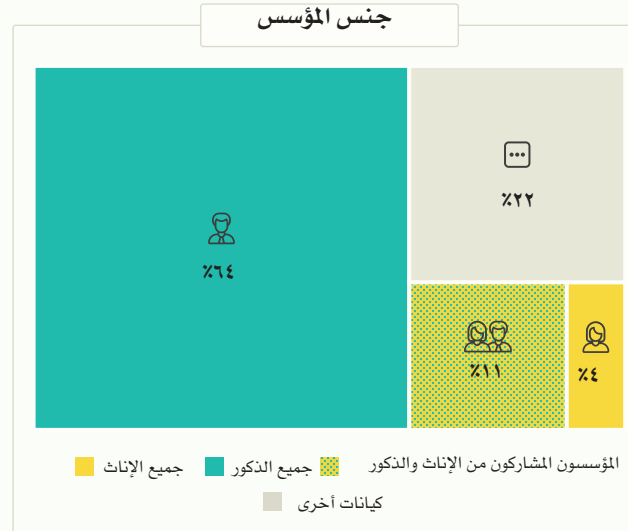 جنس المؤسس
٪٦٤
٪٢٢
٪١١
٪٤
المؤسسون المشاركون من الإناث والذكور
جميع الذكور
جميع الإناث
كيانات أخرى